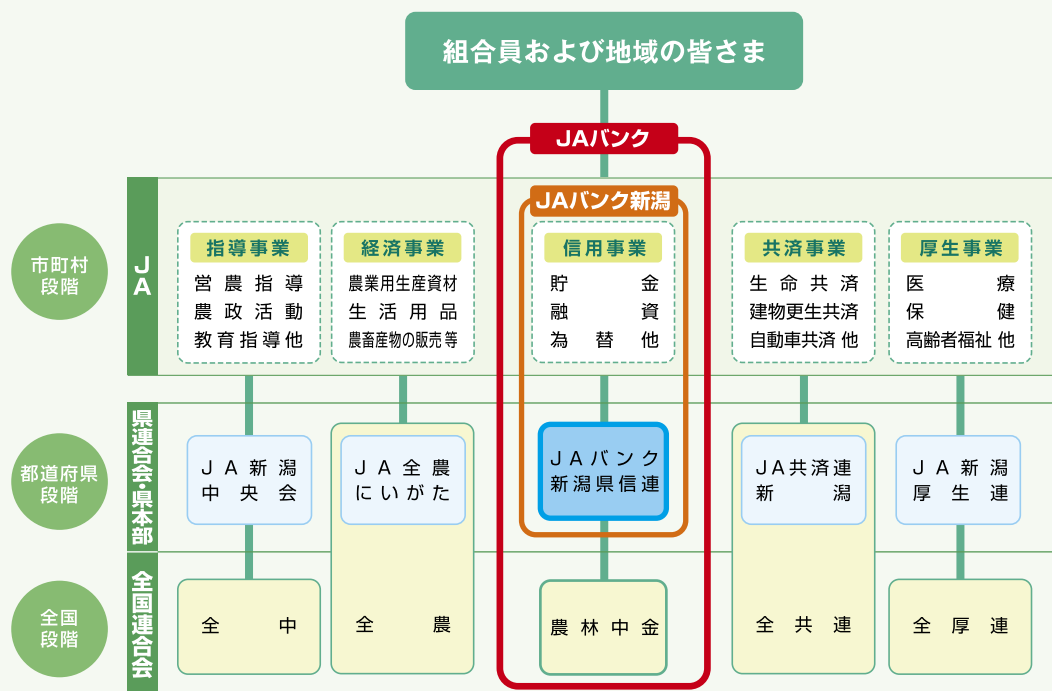 組合員および地域の皆さま
JAバンク
JAバンク新潟
市町村
段階
JA
指導事業
営農指導
農政活動
教育指導他
経済事業
農業用生産資材
生活用品
農畜産物の販売等
信用事業
貯金
融資
為替他
共済事業
生命共済
建物更生共済
自動車共済他
厚生事業
医療
保健
高齢者福祉他
都道府県
段階
県連合会・県本部
JA新潟
中央会
JA全農
にいがた
JAバンク
新潟県信連
JA共済連
新潟
JA新潟
厚生連
全国
段階
全国連合会
全中
全農
農林中金
全共連
全厚連